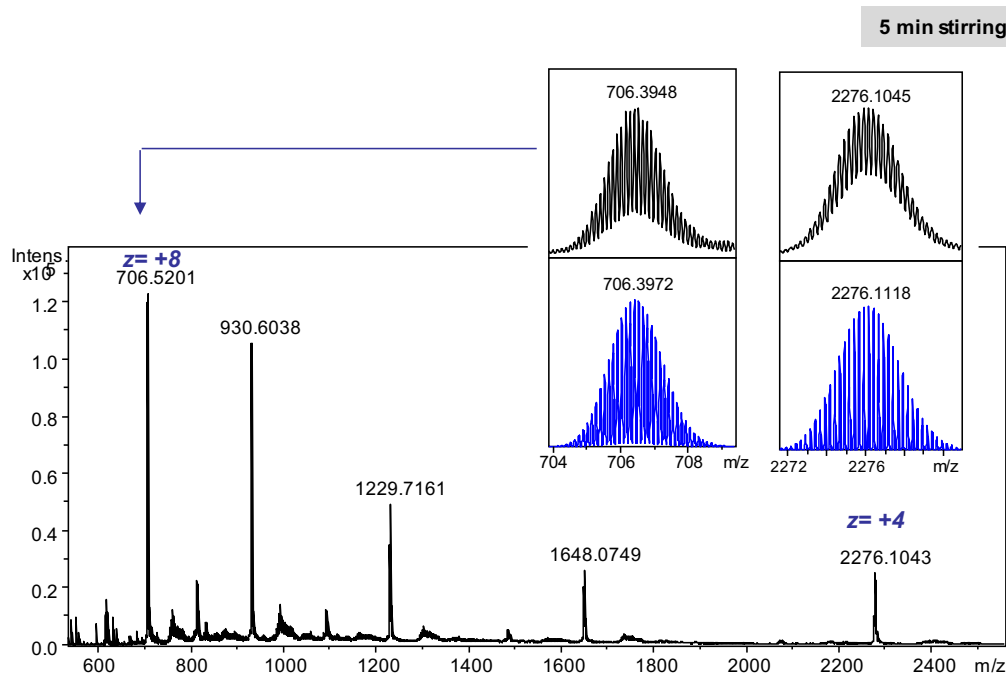 5 min stirring
706.3948
2276.1045
706.3972
2276.1118
704 706 708 m/z
2272 2276 m/z
Intens
x10
5
z= +8
706.5201
930.6038
1229.7161
1648.0749
z= +4
2276.1043
1.2
1.0
0.8
0.6
0.4
0.2
0.0
600 800 1000 1200 1400 1600 1800 2000 2200 2400 m/z